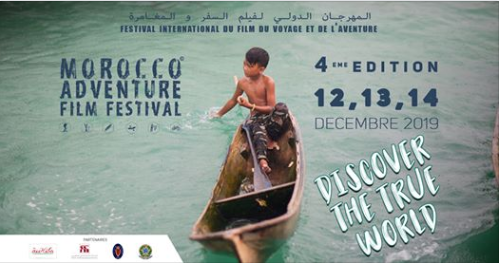 المهرجان الدولي لفيلم السفر و المغامرة
FESTIVAL INTERNATIONAL DU FILM DU VOYAGE ET DE L'AVENTURE
MOROCCO
ADVENTURE
FILM FESTIVAL
4 EME EDITION
12,13,14
DECEMBRE 2019
DISCOVER
THE TRUE
WORLD
PARTENAIRES